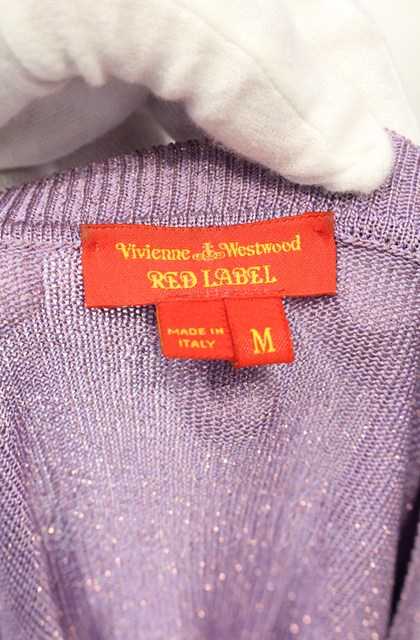 Vivienne Westwood
RED LABEL
MADE IN
ITALY
M